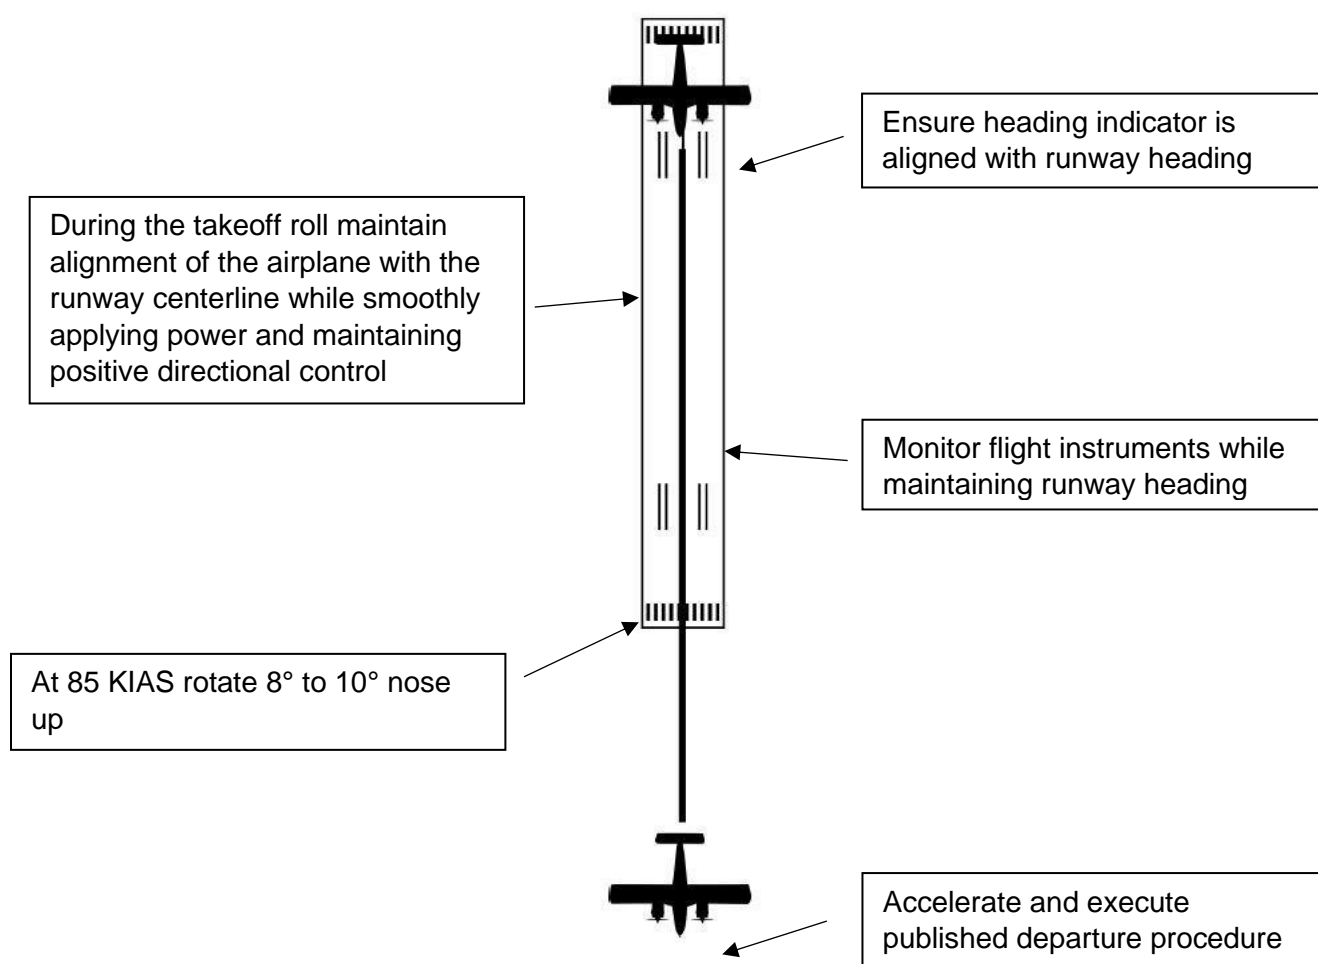 Ensure heading indicator is
aligned with runway heading
During the takeoff roll maintain
alignment of the airplane with the
runway centerline while smoothly
applying power and maintaining
positive directional control
Monitor flight instruments while
maintaining runway heading
At 85 KIAS rotate 8° to 10° nose
up
Accelerate and execute
published departure procedure